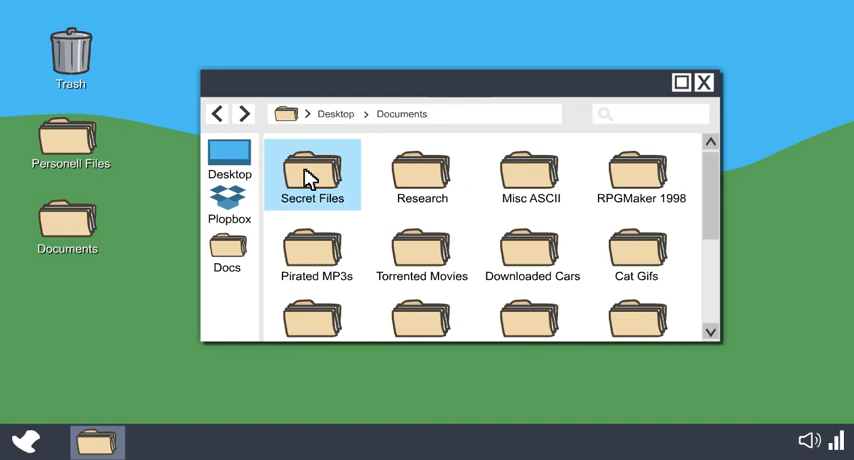 Trash
Personell Files
Documents
Desktop > Documents
Desktop
Plopbox
Docs
Secret Files
Research
Misc ASCII
RPGMaker 1998
Pirated MP3s
Torrented Movies
Downloaded Cars
Cat Gifs